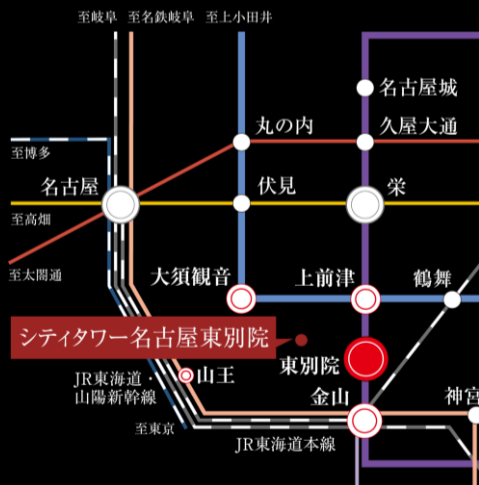 至岐阜 至名鉄岐阜 至上小田井
名古屋城
丸の内 久屋大通
至博多
名古屋 伏見 栄
至高畑
至太閤通
大須観音 上前津 鶴舞
シティタワー名古屋東別院
東別院
山王
JR東海道・
山陽新幹線
金山 神宮
至東京
JR東海道本線